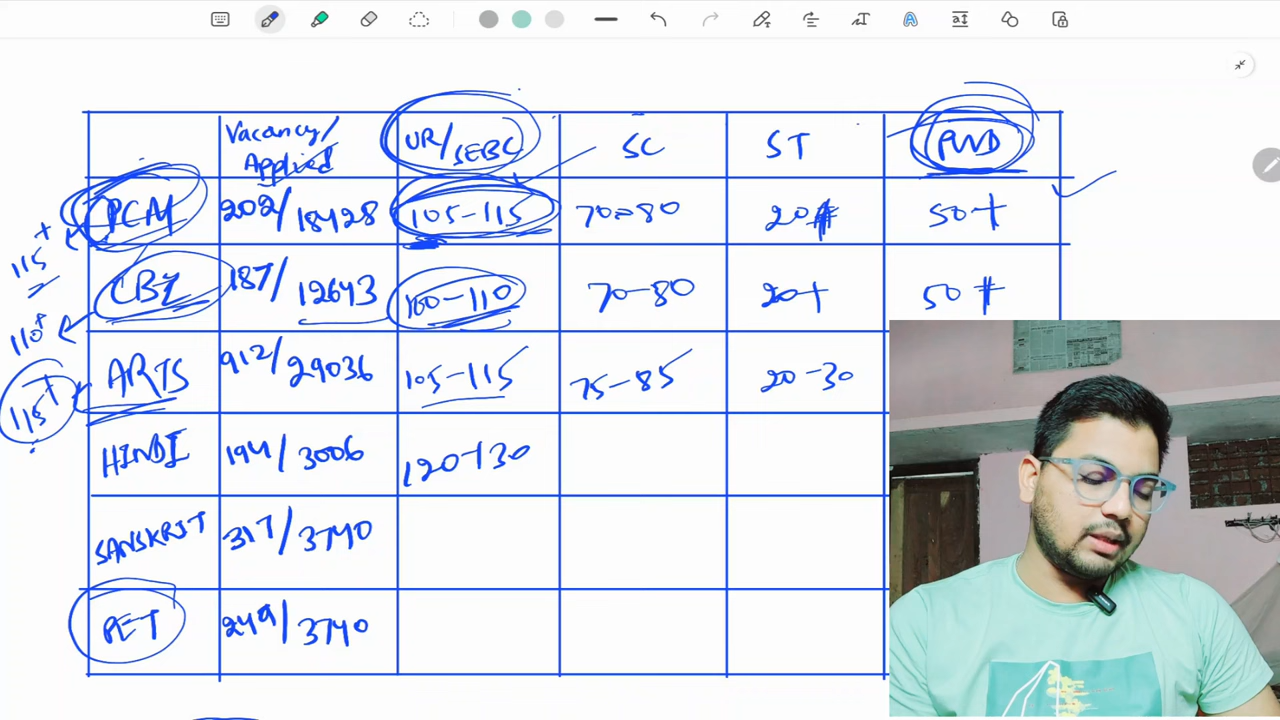 Vacancy/ UR/SEBC SC ST PWD
Applied
PCM 202/18428 105-115 70-80 20+ 50+
115+
CBZ 187/12643 100-110 70-80 20+ 50+
110+
ARTS 912/29036 105-115 75-85 20-30
115+
HINDI 194/3006 120-130
SANSKRIT 317/3740
PET 249/3740